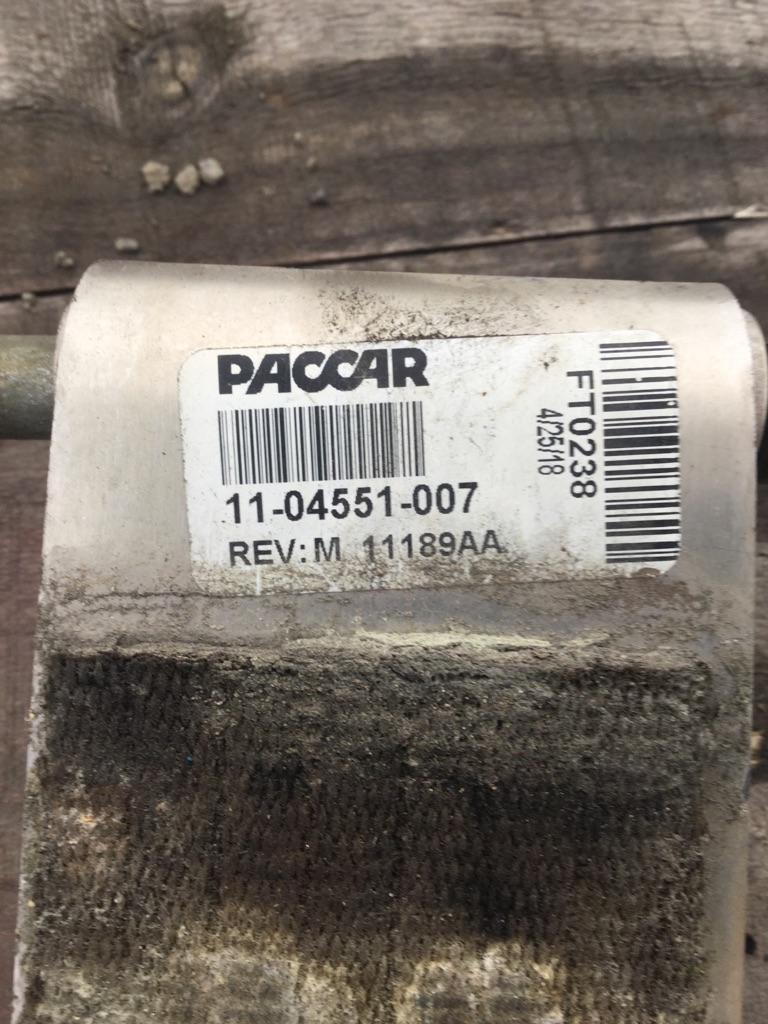 PACCAR
11-04551-007
REV:M 11189AA
FT0238
4/25/18